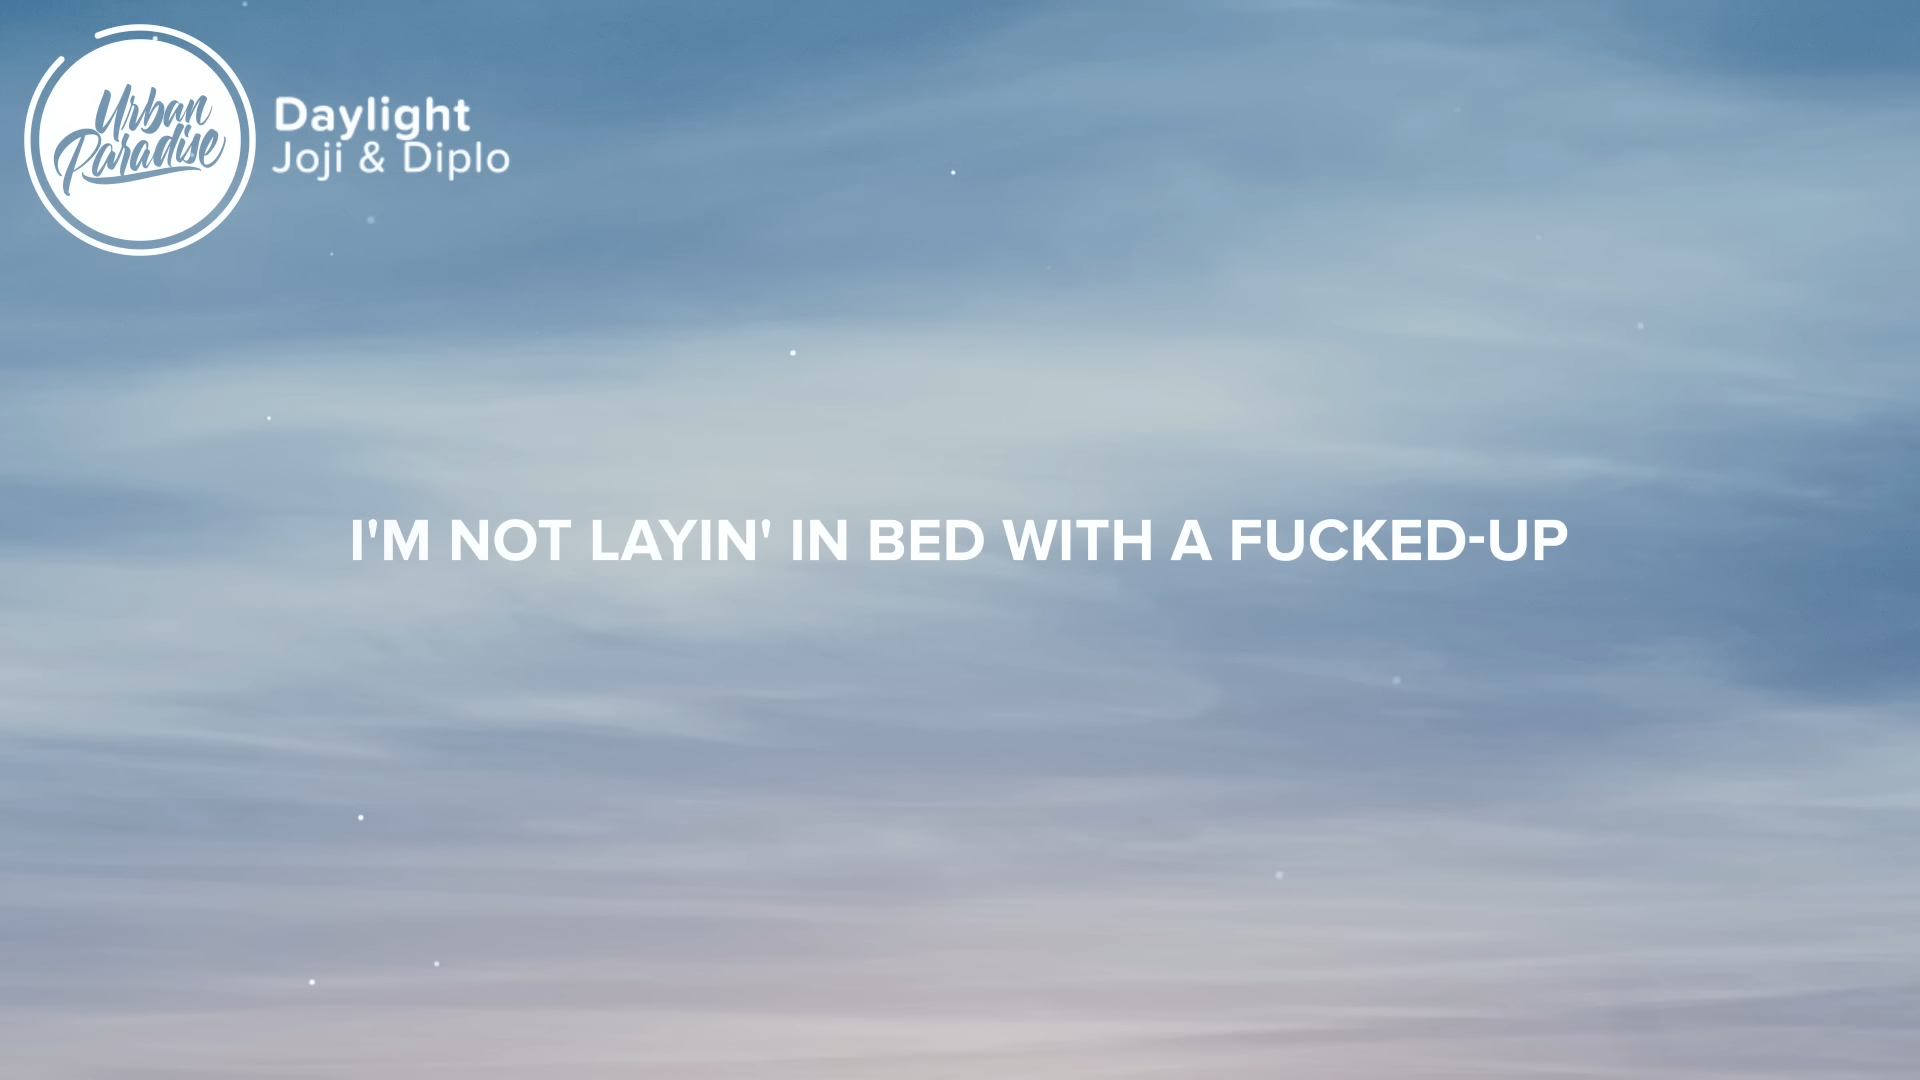 Urban
Paradise
Daylight
Joji & Diplo
I'M NOT LAYIN' IN BED WITH A FUCKED-UP